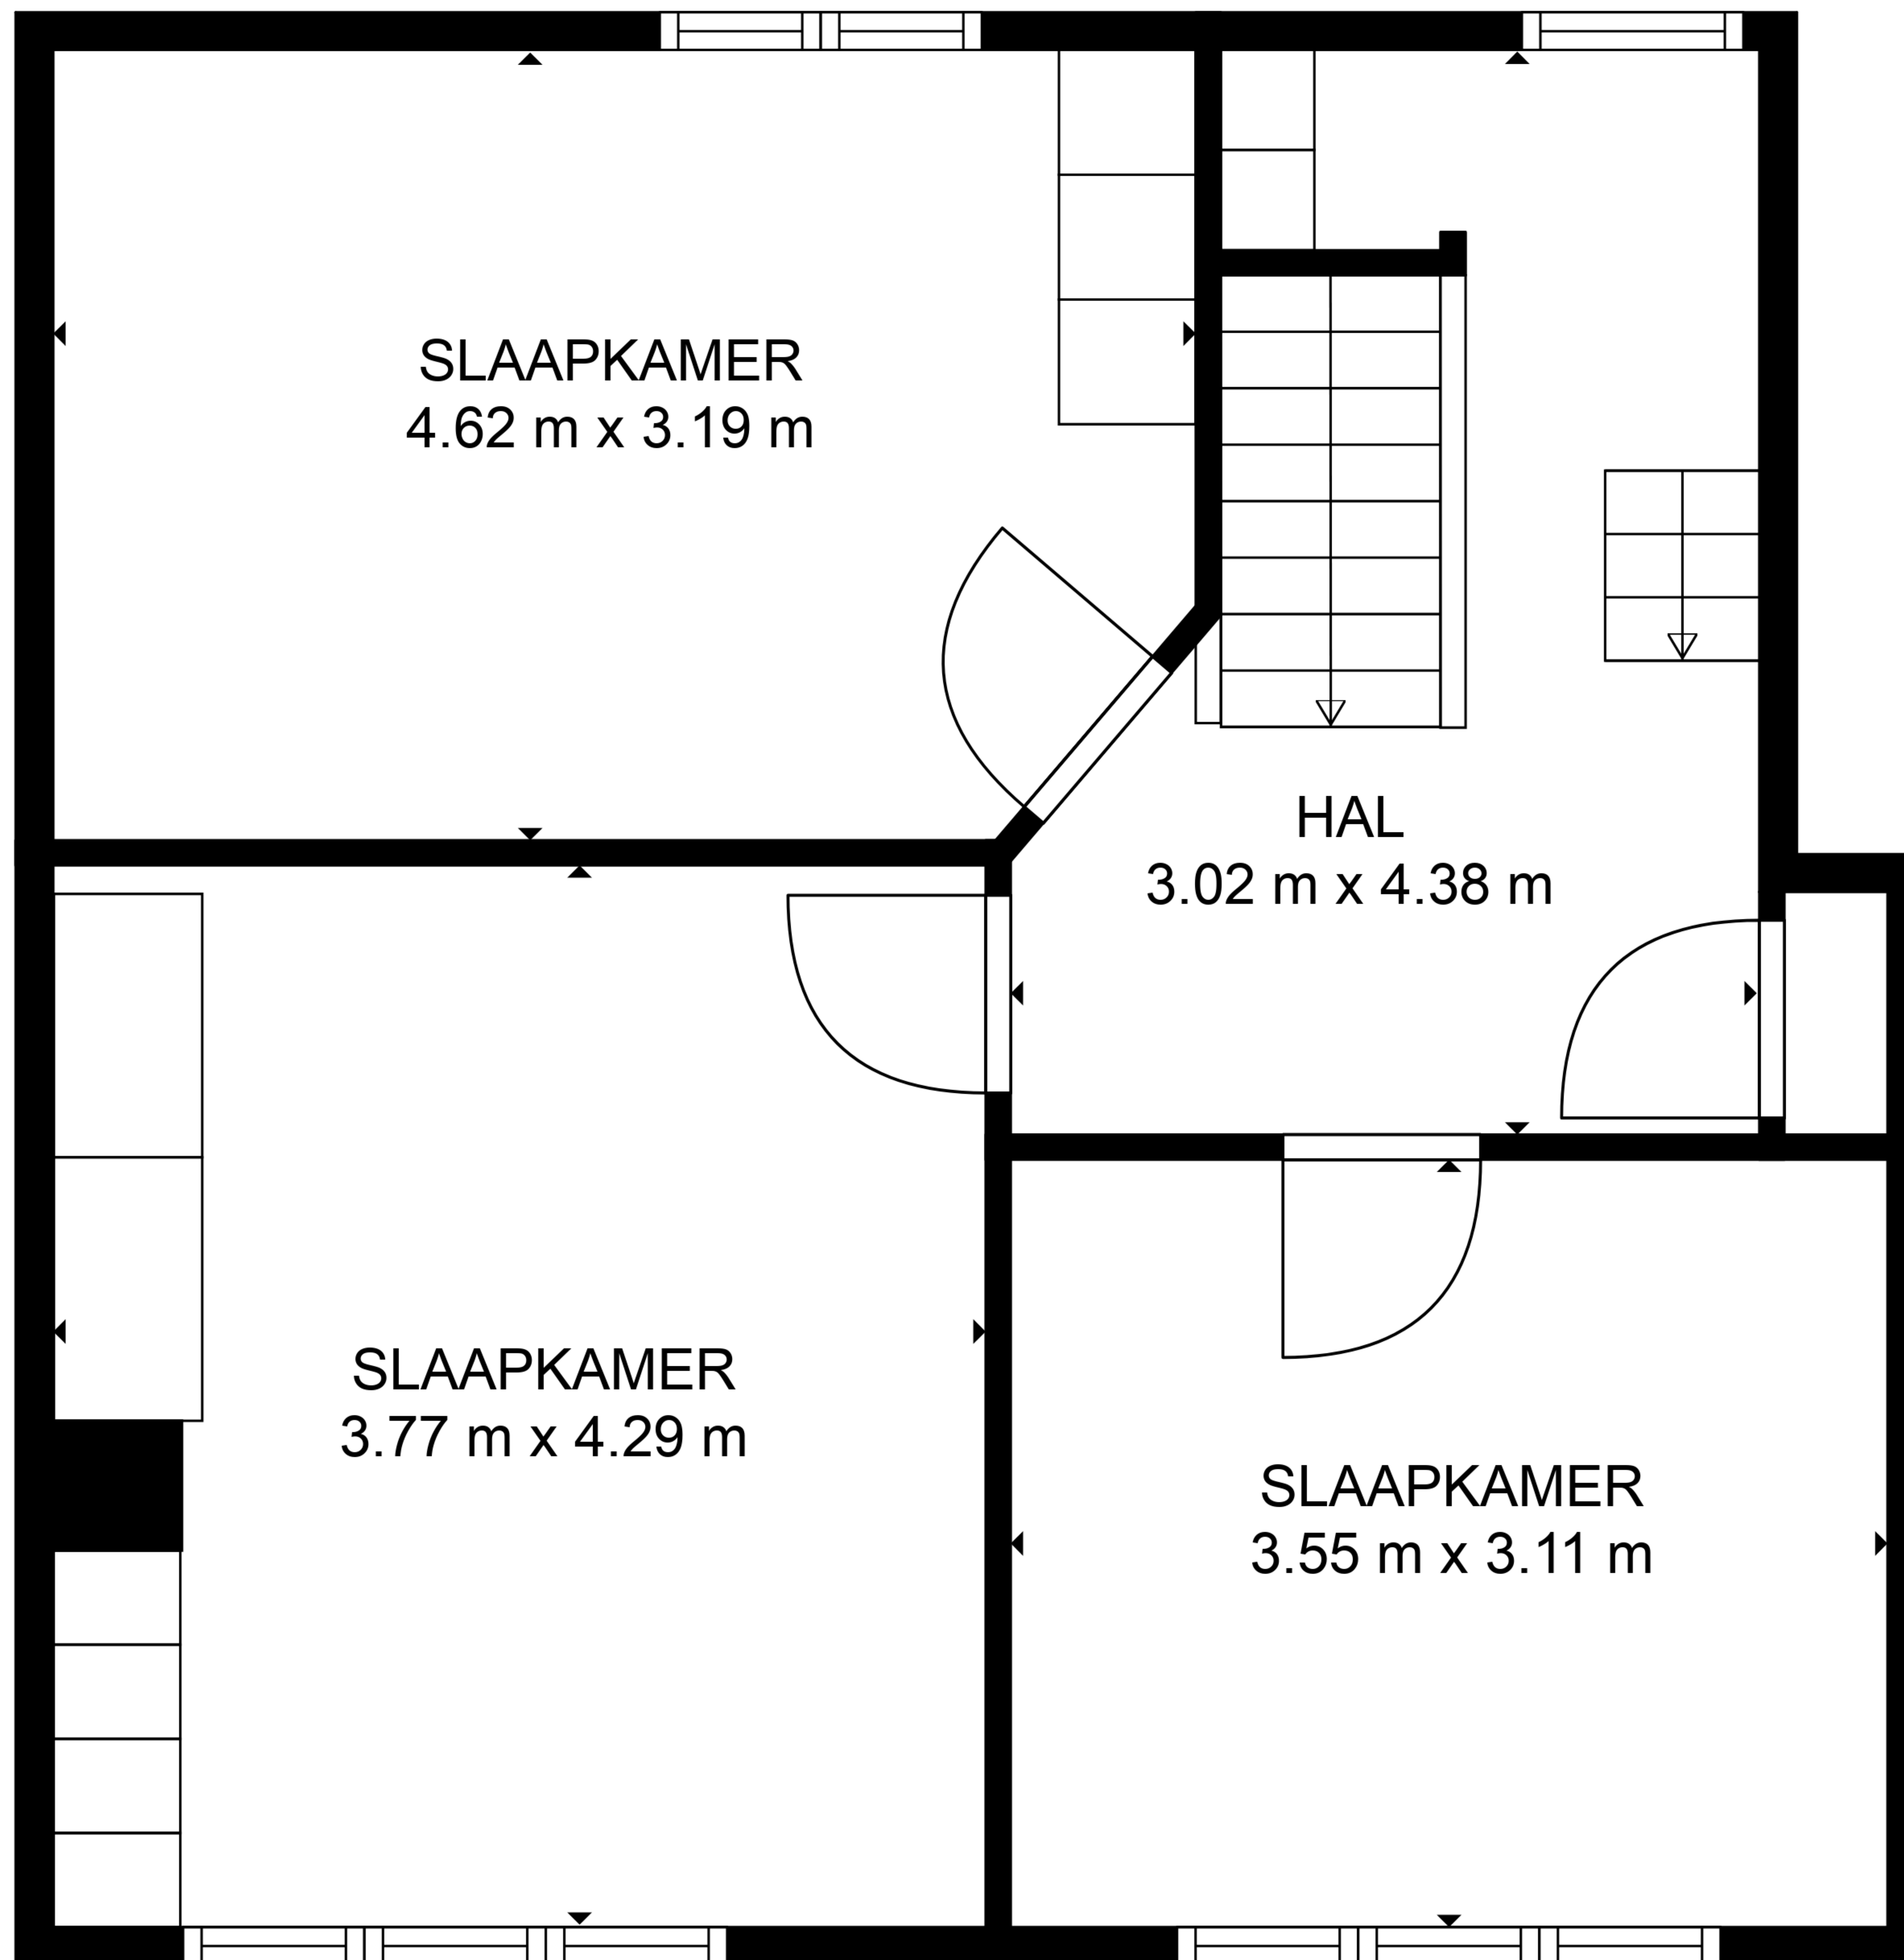 SLAAPKAMER
4.62 m x 3.19 m
HAL
3.02 m x 4.38 m
SLAAPKAMER
3.77 m x 4.29 m
SLAAPKAMER
3.55 m x 3.11 m